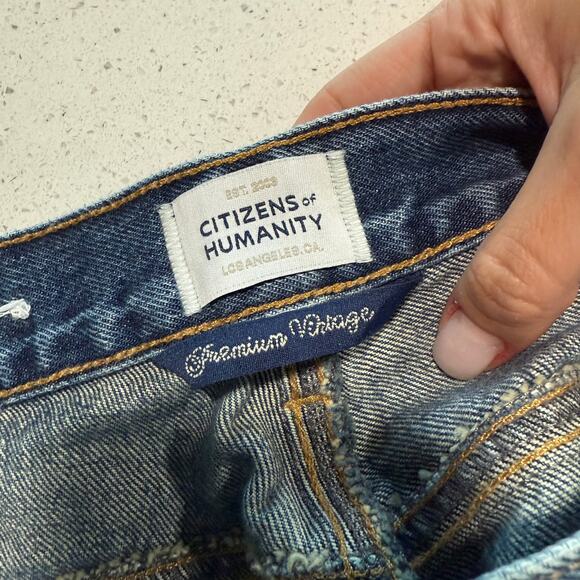 EST. 2003
CITIZENS of
HUMANITY
LOS ANGELES, CA.
Premium Vintage